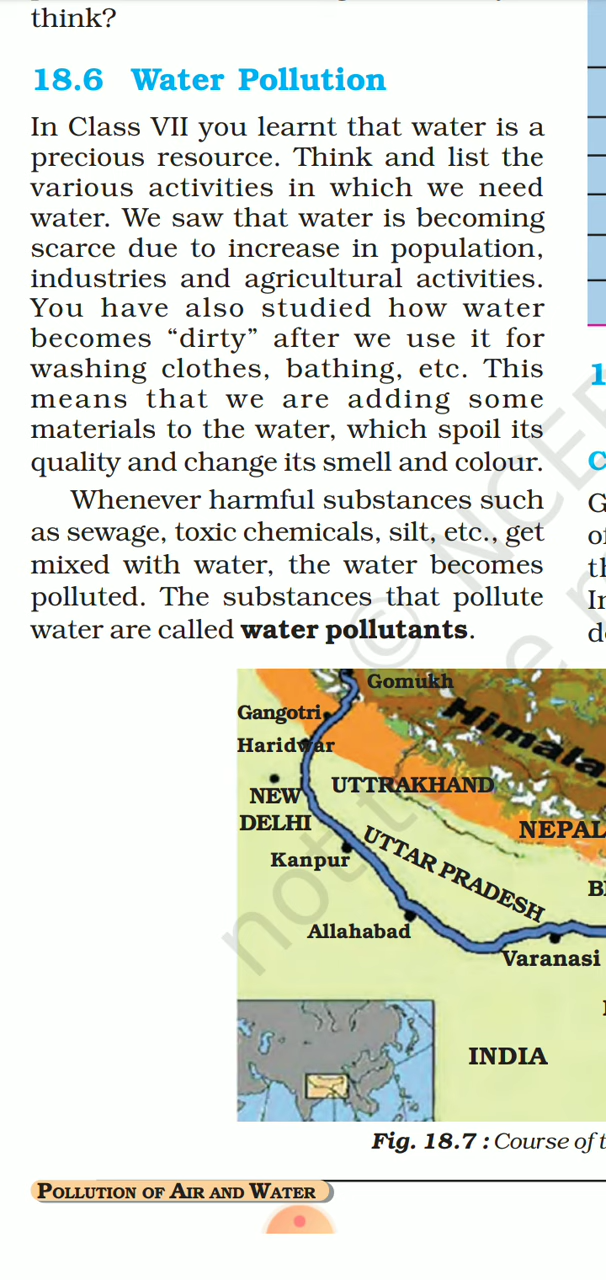 think?
18.6 Water Pollution
In Class VII you learnt that water is a
precious resource. Think and list the
various activities in which we need
water. We saw that water is becoming
scarce due to increase in population,
industries and agricultural activities.
You have also studied how water
becomes “dirty” after we use it for
washing clothes, bathing, etc. This
means that we are adding some
materials to the water, which spoil its
quality and change its smell and colour.
Whenever harmful substances such
as sewage, toxic chemicals, silt, etc., get
mixed with water, the water becomes
polluted. The substances that pollute
water are called water pollutants.
Gomukh
Gangotri
Haridwar
UTTRAKHAND
NEW
DELHI
NEPAL
Kanpur
UTTAR PRADESH
Allahabad
Varanasi
INDIA
Fig. 18.7 : Course of
POLLUTION OF AIR AND WATER